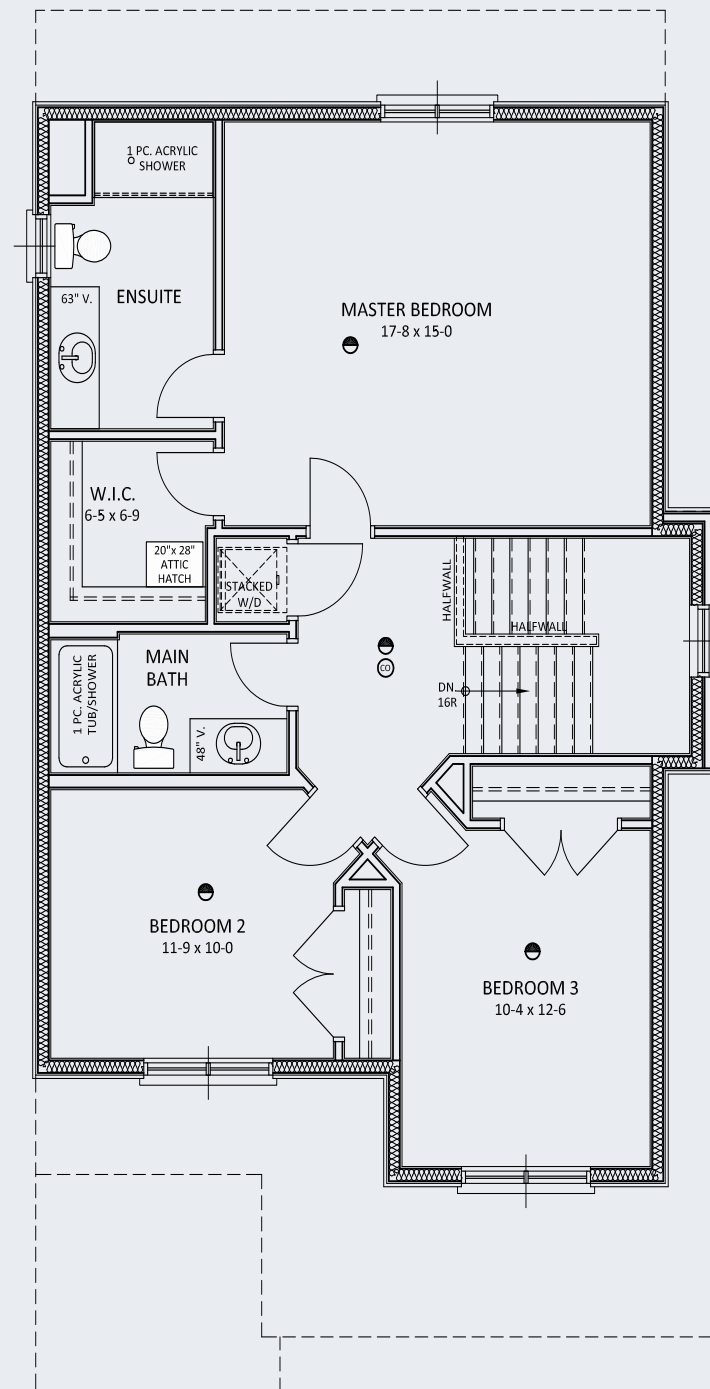 1 PC. ACRYLIC
SHOWER
63" V.
ENSUITE
MASTER BEDROOM
17-8 x 15-0
W.I.C.
6-5 x 6-9
20"x 28"
ATTIC
HATCH
STACKED
W/D
HALFWALL
HALFWALL
MAIN
BATH
1 PC. ACRYLIC
TUB/SHOWER
48" V.
CO
DN
16R
BEDROOM 2
11-9 x 10-0
BEDROOM 3
10-4 x 12-6